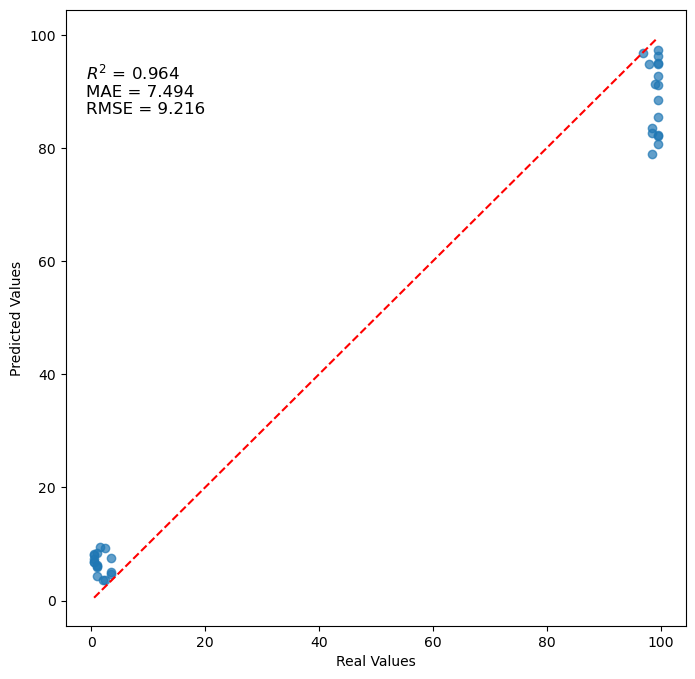 100
80
60
40
20
0
Predicted Values
R² = 0.964
MAE = 7.494
RMSE = 9.216
0 20 40 60 80 100
Real Values